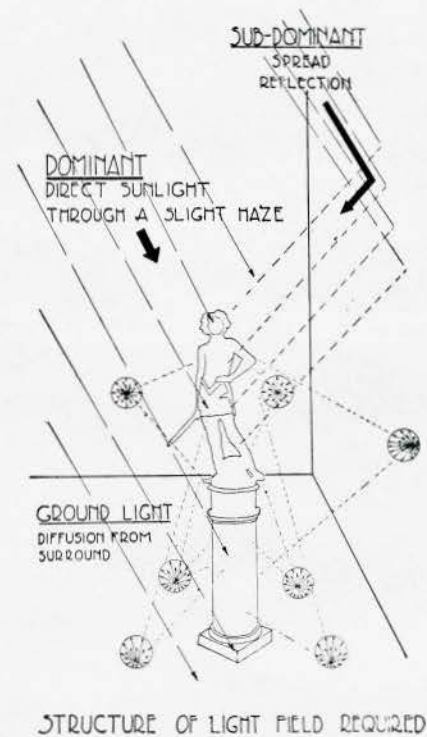 SUB-DOMINANT
SPREAD
REFLECTION
DOMINANT
DIRECT SUNLIGHT
THROUGH A SLIGHT HAZE
GROUND LIGHT
DIFFUSION FROM
SURROUND
STRUCTURE OF LIGHT FIELD REQUIRED